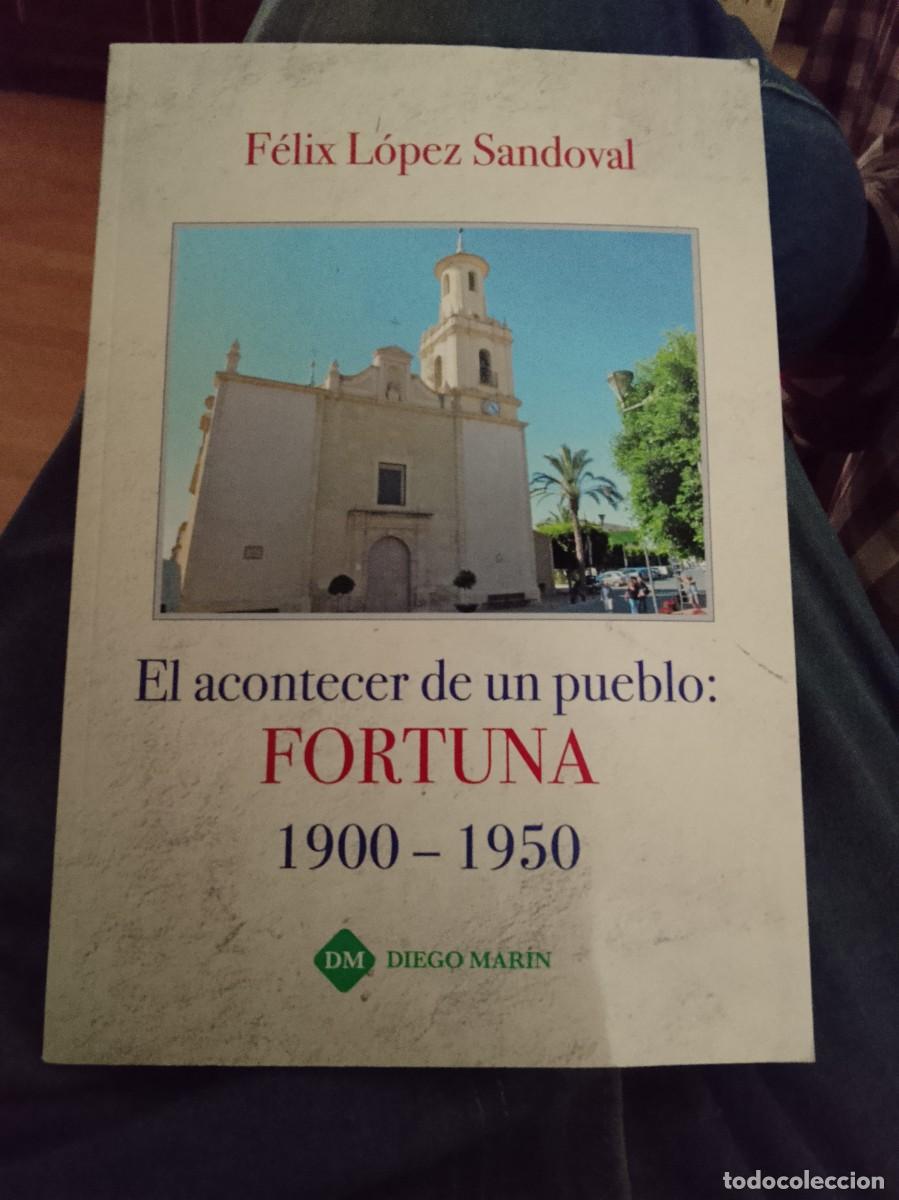 Félix López Sandoval
El acontecer de un pueblo:
FORTUNA
1900 – 1950
DM DIEGO MARÍN
todocoleccion